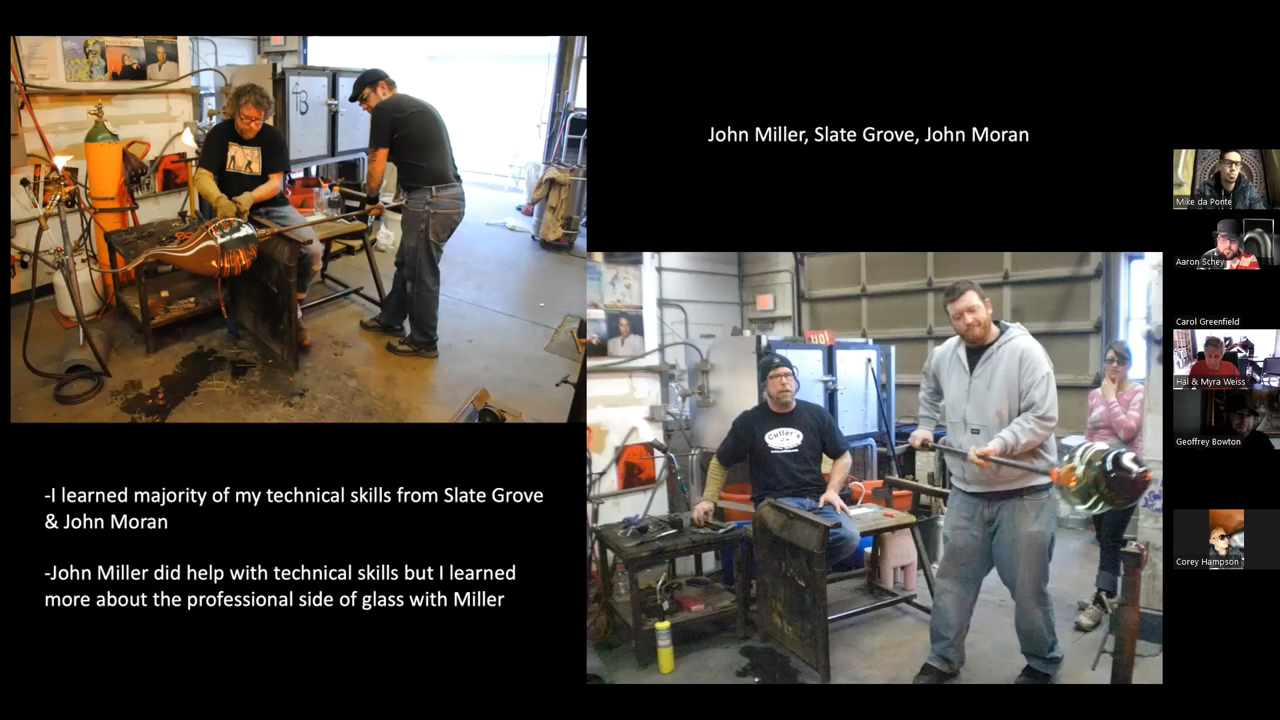 John Miller, Slate Grove, John Moran
-I learned majority of my technical skills from Slate Grove
& John Moran
-John Miller did help with technical skills but I learned
more about the professional side of glass with Miller
Cutler's
Mike da Ponte
Aaron Schey
Carol Greenfield
Hal & Myra Weiss
Geoffrey Bowton
Corey Hampson